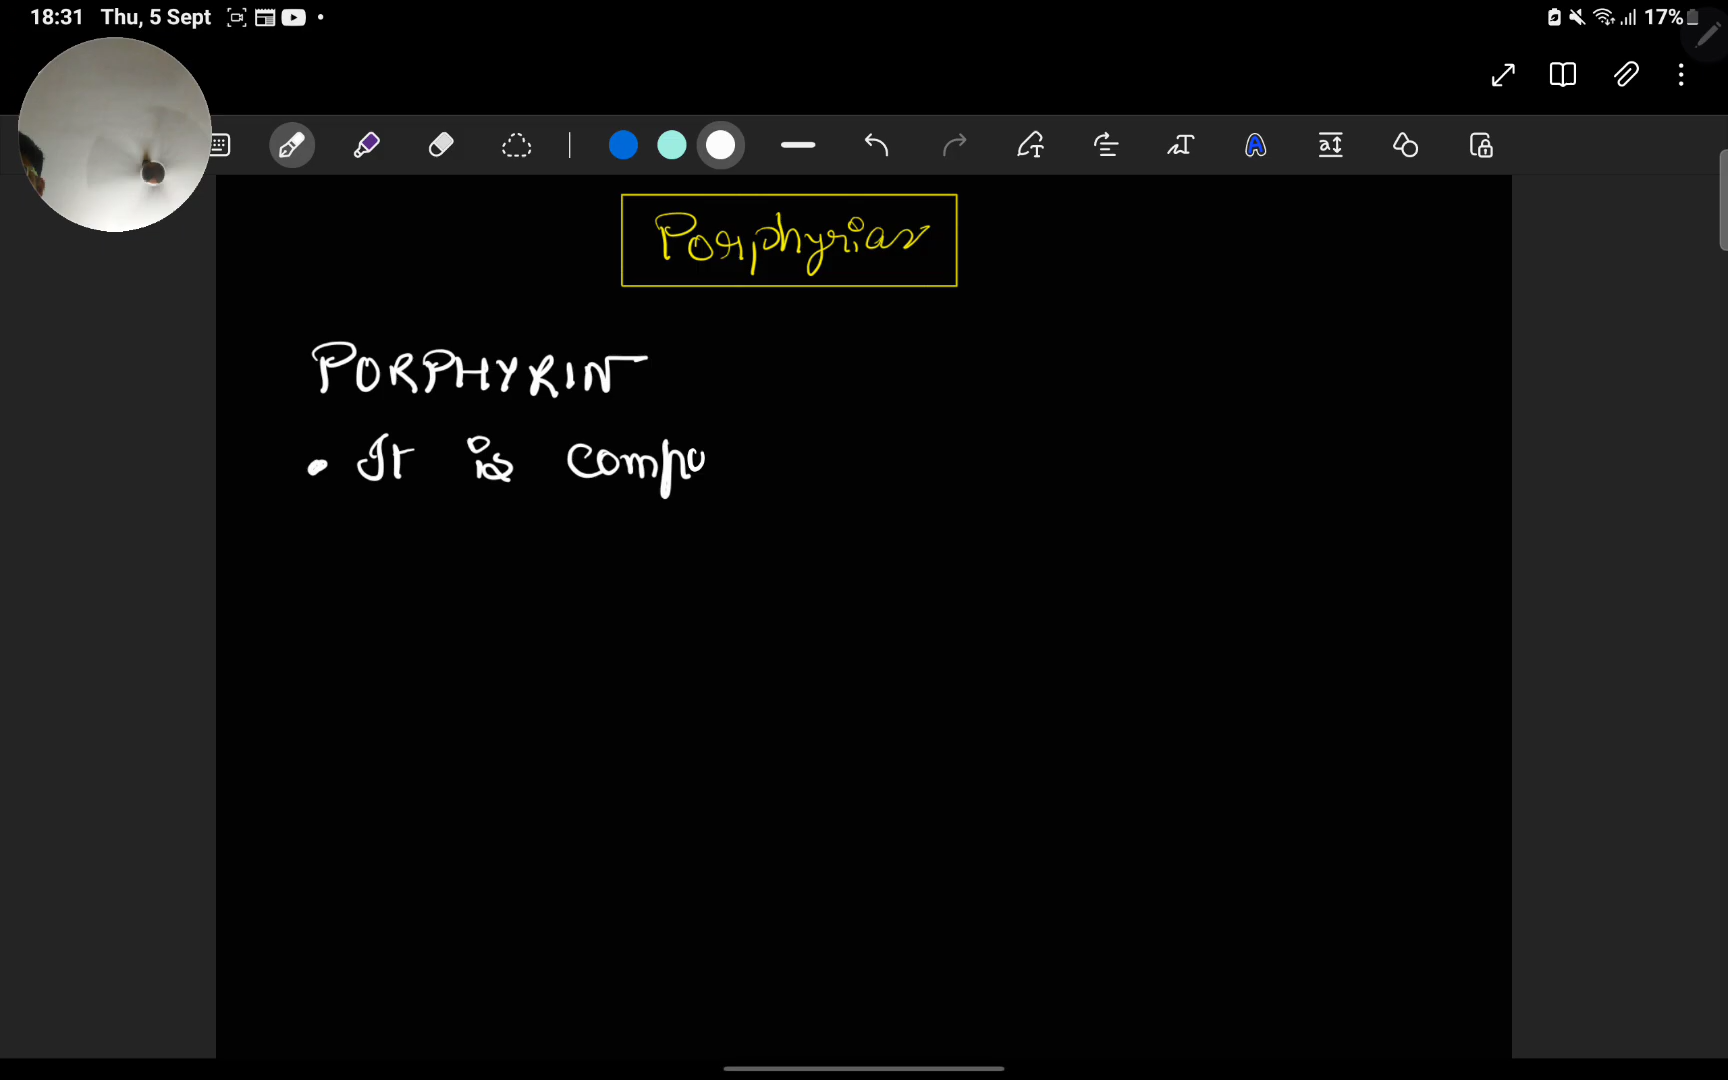 18:31 Thu, 5 Sept 17%
Porphyrias
PORPHYRIN
• It is compo